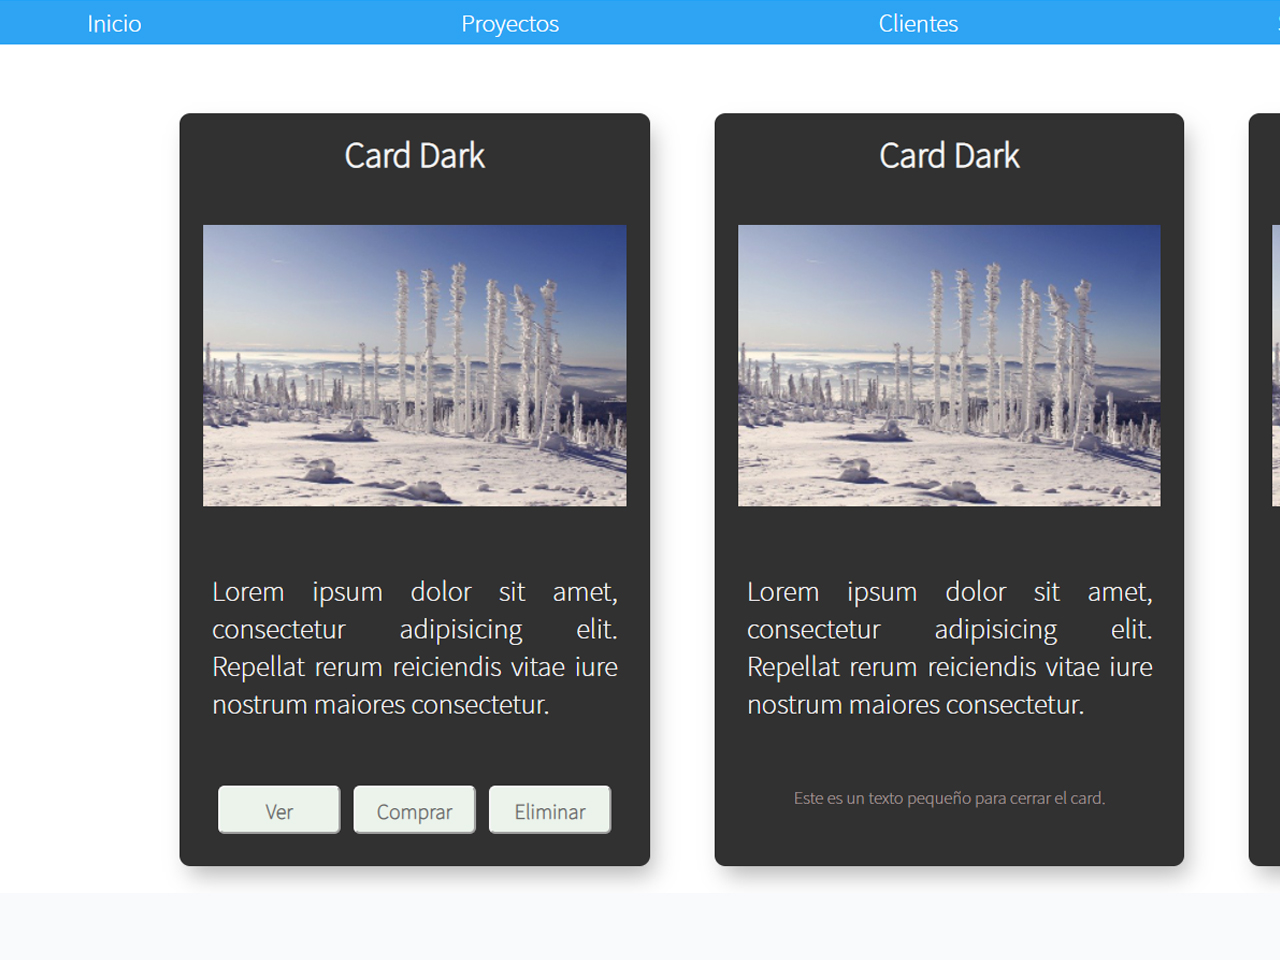 Inicio Proyectos Clientes
Card Dark
Lorem ipsum dolor sit amet,
consectetur adipisicing elit.
Repellat rerum reiciendis vitae iure
nostrum maiores consectetur.
Ver Comprar Eliminar
Card Dark
Lorem ipsum dolor sit amet,
consectetur adipisicing elit.
Repellat rerum reiciendis vitae iure
nostrum maiores consectetur.
Este es un texto pequeño para cerrar el card.